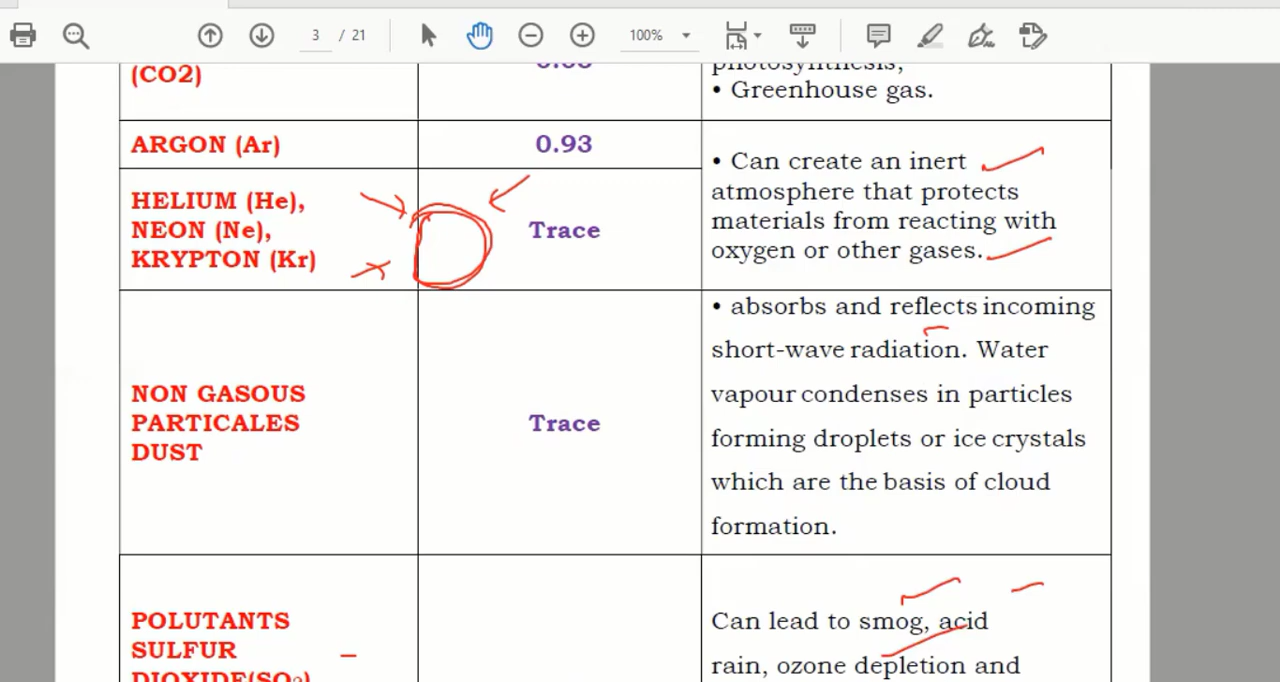 3 / 21
100%
(CO2)
photosynthesis,
• Greenhouse gas.
ARGON (Ar)
0.93
• Can create an inert
atmosphere that protects
materials from reacting with
oxygen or other gases.
HELIUM (He),
NEON (Ne),
KRYPTON (Kr)
Trace
NON GASOUS
PARTICALES
DUST
Trace
• absorbs and reflects incoming
short-wave radiation. Water
vapour condenses in particles
forming droplets or ice crystals
which are the basis of cloud
formation.
POLUTANTS
SULFUR
DIOXIDE(SO₂)
Can lead to smog, acid
rain, ozone depletion and